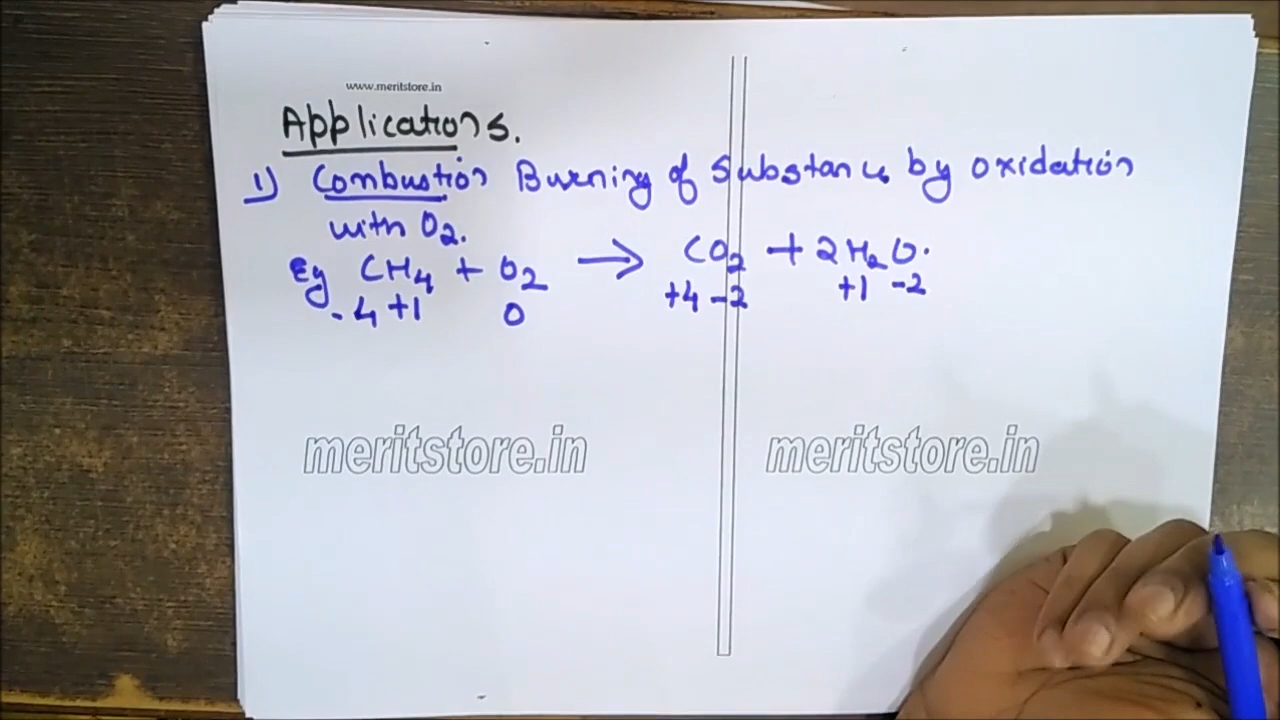 www.meritstore.in
Applications.
1) Combustion Burning of Substance by oxidation
with O2.
Eg CH4 + O2 → CO2 + 2H2O.
-4 +1 0 +4 -2 +1 -2
meritstore.in meritstore.in